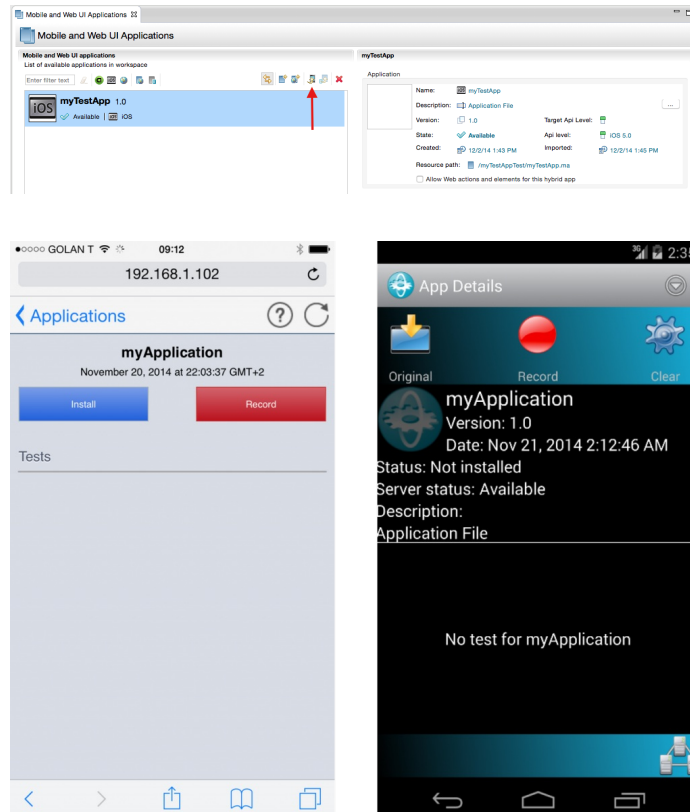 Mobile and Web UI Applications
Mobile and Web UI Applications
Mobile and Web UI applications
List of available applications in workspace
Enter filter text
iOS
myTestApp 1.0
Available | iOS
myTestApp
Application
Name: myTestApp
Description: Application File
...
Version: 1.0 Target Api Level:
State: Available Api level: iOS 5.0
Created: 12/2/14 1:43 PM Imported: 12/2/14 1:45 PM
Resource path: /myTestAppTest/myTestApp.ma
Allow Web actions and elements for this hybrid app
GOLAN T 09:12
192.168.1.102
Applications
?
myApplication
November 20, 2014 at 22:03:37 GMT+2
Install Record
Tests
3G 2:35
App Details
Original Record Clear
myApplication
Version: 1.0
Date: Nov 21, 2014 2:12:46 AM
Status: Not installed
Server status: Available
Description:
Application File
No test for myApplication